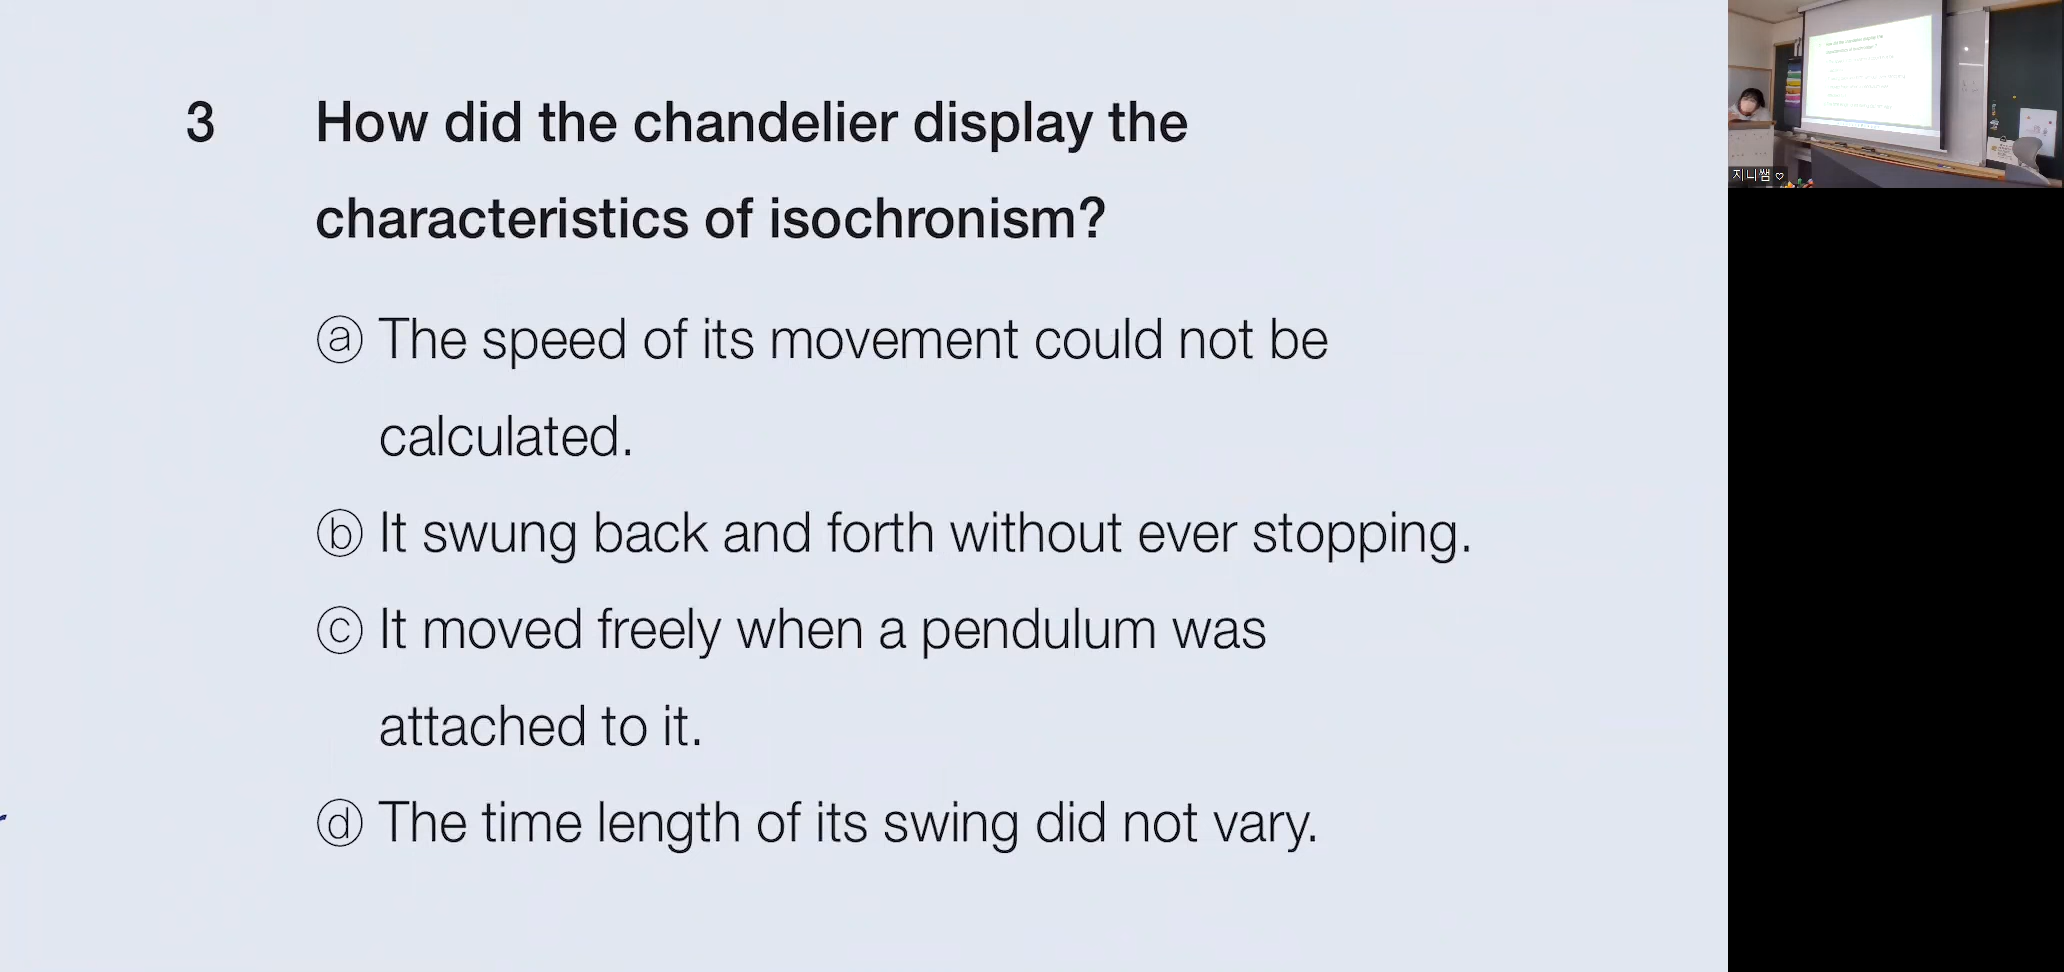 3 How did the chandelier display the
characteristics of isochronism?
ⓐ The speed of its movement could not be
calculated.
ⓑ It swung back and forth without ever stopping.
ⓒ It moved freely when a pendulum was
attached to it.
ⓓ The time length of its swing did not vary.
지니쌤 ♡